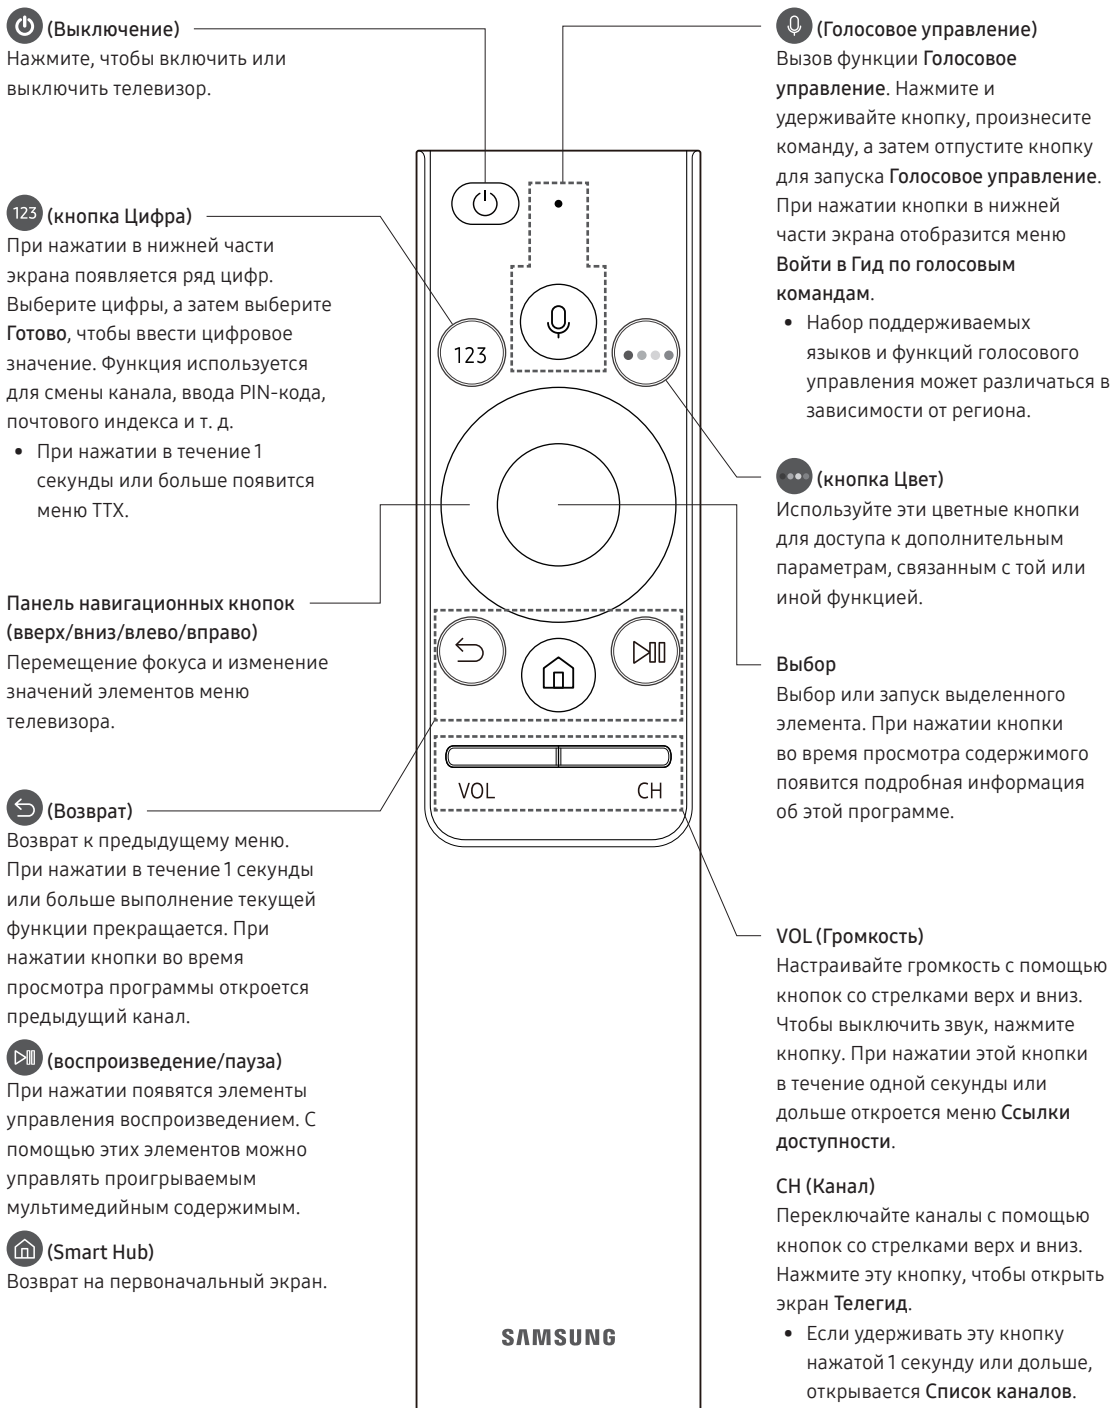 (Выключение)
Нажмите, чтобы включить или
выключить телевизор.
123 (кнопка Цифра)
При нажатии в нижней части
экрана появляется ряд цифр.
Выберите цифры, а затем выберите
Готово, чтобы ввести цифровое
значение. Функция используется
для смены канала, ввода PIN-кода,
почтового индекса и т. д.
• При нажатии в течение 1
секунды или больше появится
меню TTX.
Панель навигационных кнопок
(вверх/вниз/влево/вправо)
Перемещение фокуса и изменение
значений элементов меню
телевизора.
(Возврат)
Возврат к предыдущему меню.
При нажатии в течение 1 секунды
или больше выполнение текущей
функции прекращается. При
нажатии кнопки во время
просмотра программы откроется
предыдущий канал.
(воспроизведение/пауза)
При нажатии появятся элементы
управления воспроизведением. С
помощью этих элементов можно
управлять проигрываемым
мультимедийным содержимым.
(Smart Hub)
Возврат на первоначальный экран.
123
VOL
CH
SAMSUNG
(Голосовое управление)
Вызов функции Голосовое
управление. Нажмите и
удерживайте кнопку, произнесите
команду, а затем отпустите кнопку
для запуска Голосовое управление.
При нажатии кнопки в нижней
части экрана отобразится меню
Войти в Гид по голосовым
командам.
• Набор поддерживаемых
языков и функций голосового
управления может различаться в
зависимости от региона.
(кнопка Цвет)
Используйте эти цветные кнопки
для доступа к дополнительным
параметрам, связанным с той или
иной функцией.
Выбор
Выбор или запуск выделенного
элемента. При нажатии кнопки
во время просмотра содержимого
появится подробная информация
об этой программе.
VOL (Громкость)
Настраивайте громкость с помощью
кнопок со стрелками верх и вниз.
Чтобы выключить звук, нажмите
кнопку. При нажатии этой кнопки
в течение одной секунды или
дольше откроется меню Ссылки
доступности.
CH (Канал)
Переключайте каналы с помощью
кнопок со стрелками верх и вниз.
Нажмите эту кнопку, чтобы открыть
экран Телегид.
• Если удерживать эту кнопку
нажатой 1 секунду или дольше,
открывается Список каналов.